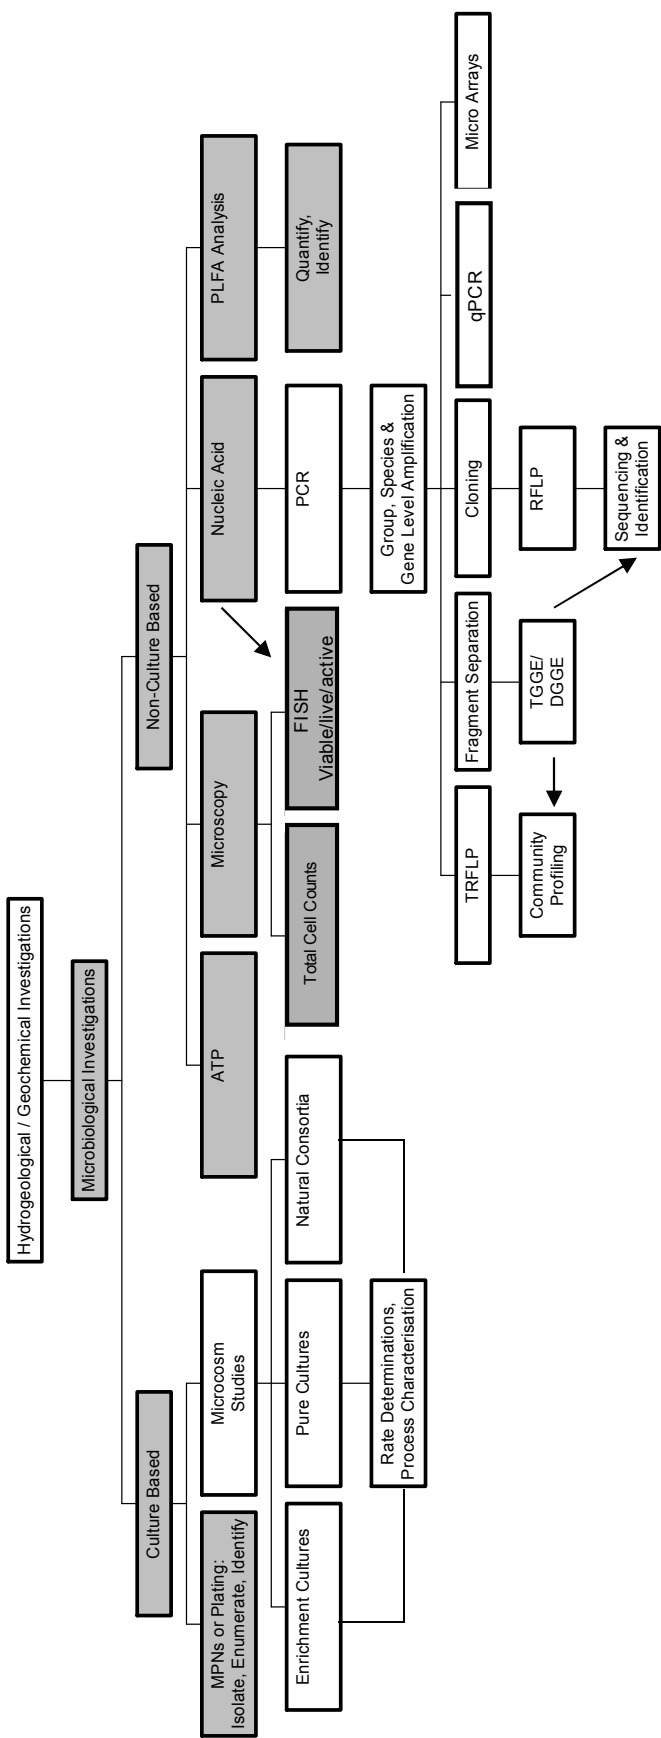 Hydrogeological / Geochemical Investigations
Microbiological Investigations
Culture Based
Non-Culture Based
MPNs or Plating:
Isolate, Enumerate, Identify
Microcosm
Studies
ATP
Microscopy
Nucleic Acid
PLFA Analysis
Enrichment Cultures
Pure Cultures
Natural Consortia
Total Cell Counts
FISH
Viable/live/active
PCR
Quantify,
Identify
Rate Determinations,
Process Characterisation
Group, Species &
Gene Level Amplification
TRFLP
Fragment Separation
Cloning
qPCR
Micro Arrays
Community
Profiling
TGGE/
DGGE
RFLP
Sequencing &
Identification